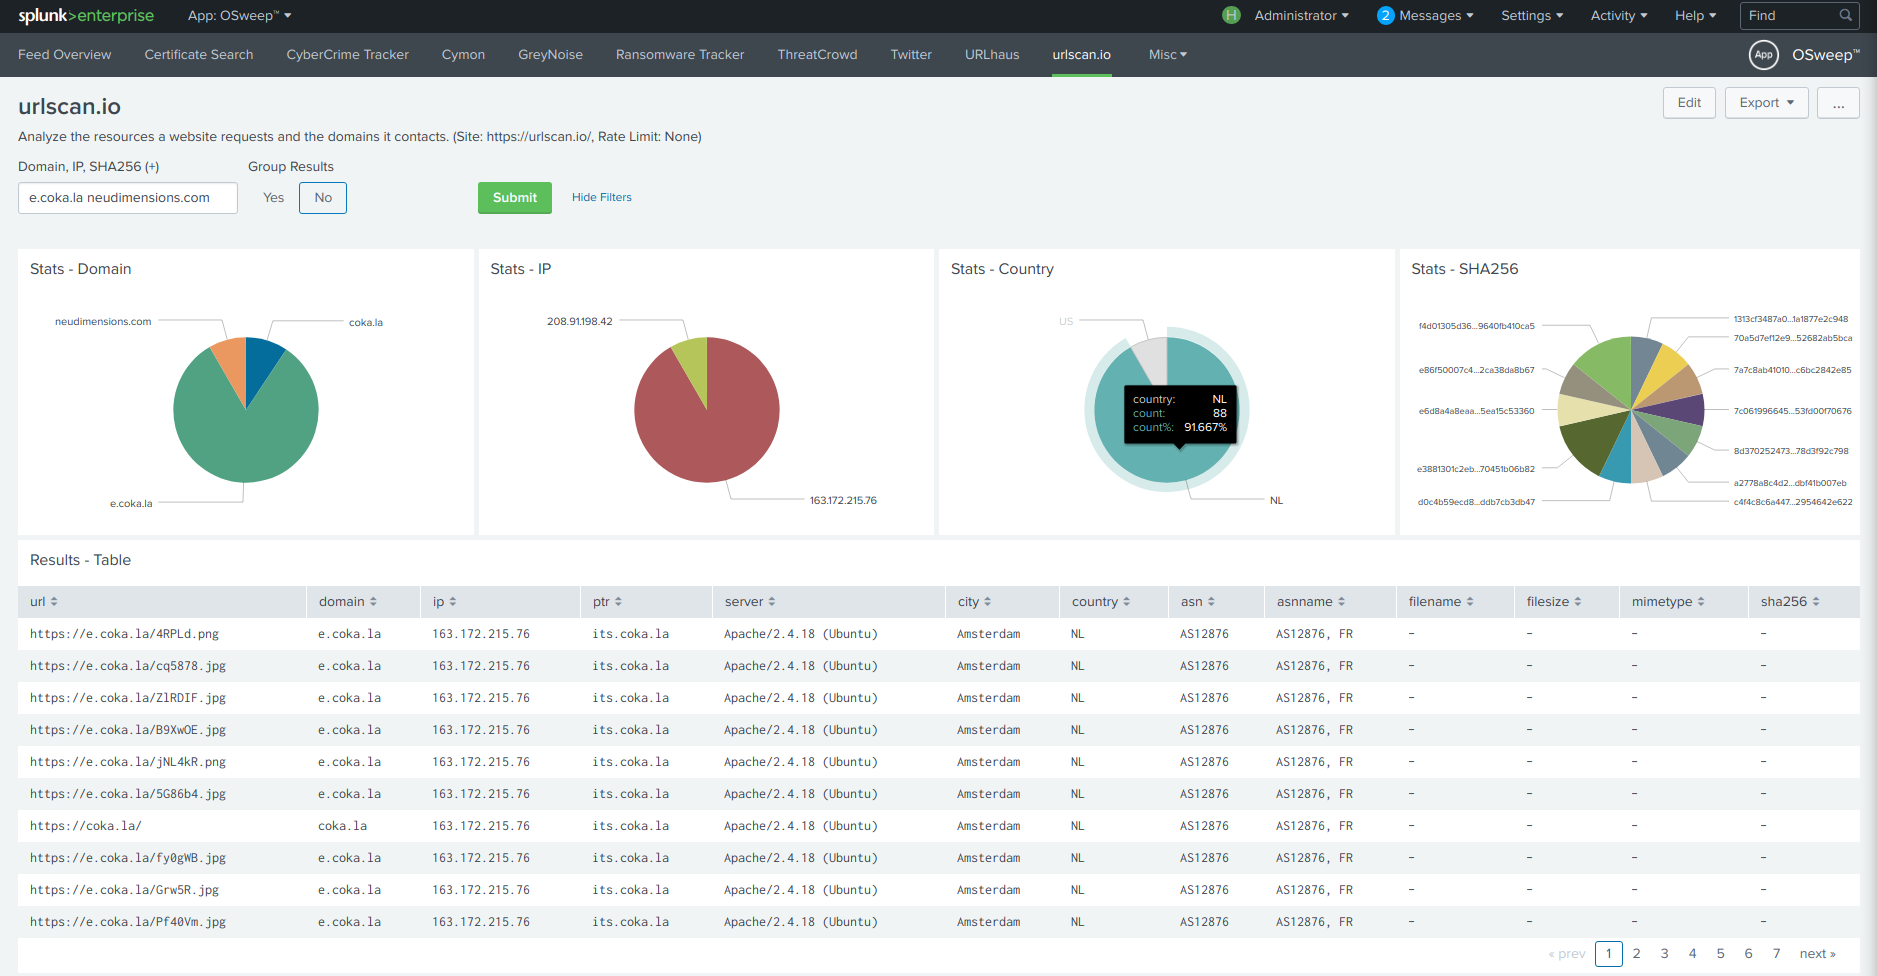 splunk>enterprise App: OSweep™ H Administrator 2 Messages Settings Activity Help Find
Feed Overview Certificate Search CyberCrime Tracker Cymon GreyNoise Ransomware Tracker ThreatCrowd Twitter URLhaus urlscan.io Misc App OSweep™
urlscan.io Edit Export ...
Analyze the resources a website requests and the domains it contacts. (Site: https://urlscan.io/, Rate Limit: None)
Domain, IP, SHA256 (+) Group Results
e.coka.la neudimensions.com Yes No Submit Hide Filters
Stats - Domain
neudimensions.com
coka.la
e.coka.la
Stats - IP
208.91.198.42
163.172.215.76
Stats - Country
US
country: NL
count: 88
count%: 91.667%
NL
Stats - SHA256
f4d01305d36...9640fb410ca5
e86f50007c4...2ca38da8b67
e6d8a4a8eaa...5ea15c53360
e3881301c2eb...70451b06b82
d0c4b59ecd8...ddb7cb3db47
1313cf3487a0...1a1877e2c948
70a5d7ef12e9...52682ab5bca
7a7c8ab41010...c6bc2842e85
7c061996645...53fd00f70676
8d370252473...78d3f92c798
a2778a8c4d2...dbf41b007eb
c4f4c8c6a447...2954642e622
Results - Table
url domain ip ptr server city country asn asnname filename filesize mimetype sha256
https://e.coka.la/4RPLd.png e.coka.la 163.172.215.76 its.coka.la Apache/2.4.18 (Ubuntu) Amsterdam NL AS12876 AS12876, FR - - - -
https://e.coka.la/cq5878.jpg e.coka.la 163.172.215.76 its.coka.la Apache/2.4.18 (Ubuntu) Amsterdam NL AS12876 AS12876, FR - - - -
https://e.coka.la/ZlRDIF.jpg e.coka.la 163.172.215.76 its.coka.la Apache/2.4.18 (Ubuntu) Amsterdam NL AS12876 AS12876, FR - - - -
https://e.coka.la/B9XwOE.jpg e.coka.la 163.172.215.76 its.coka.la Apache/2.4.18 (Ubuntu) Amsterdam NL AS12876 AS12876, FR - - - -
https://e.coka.la/jNL4kR.png e.coka.la 163.172.215.76 its.coka.la Apache/2.4.18 (Ubuntu) Amsterdam NL AS12876 AS12876, FR - - - -
https://e.coka.la/5G86b4.jpg e.coka.la 163.172.215.76 its.coka.la Apache/2.4.18 (Ubuntu) Amsterdam NL AS12876 AS12876, FR - - - -
https://coka.la/ coka.la 163.172.215.76 its.coka.la Apache/2.4.18 (Ubuntu) Amsterdam NL AS12876 AS12876, FR - - - -
https://e.coka.la/fy0gWB.jpg e.coka.la 163.172.215.76 its.coka.la Apache/2.4.18 (Ubuntu) Amsterdam NL AS12876 AS12876, FR - - - -
https://e.coka.la/Grw5R.jpg e.coka.la 163.172.215.76 its.coka.la Apache/2.4.18 (Ubuntu) Amsterdam NL AS12876 AS12876, FR - - - -
https://e.coka.la/Pf40Vm.jpg e.coka.la 163.172.215.76 its.coka.la Apache/2.4.18 (Ubuntu) Amsterdam NL AS12876 AS12876, FR - - - -
« prev 1 2 3 4 5 6 7 next »